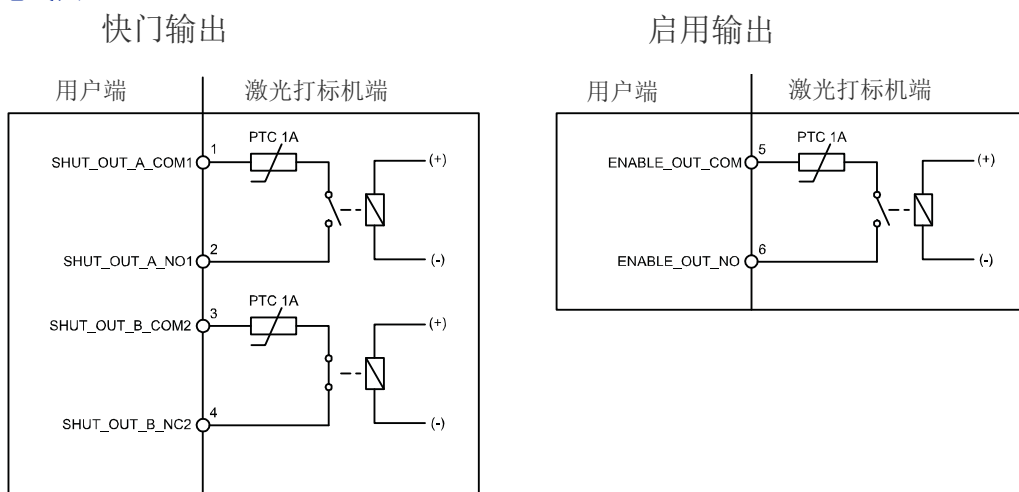 快门输出
用户端
激光打标机端
SHUT_OUT_A_COM1
1
PTC 1A
(+)
SHUT_OUT_A_NO1
2
(-)
SHUT_OUT_B_COM2
3
PTC 1A
(+)
SHUT_OUT_B_NC2
4
(-)
启用输出
用户端
激光打标机端
ENABLE_OUT_COM
5
PTC 1A
(+)
ENABLE_OUT_NO
6
(-)